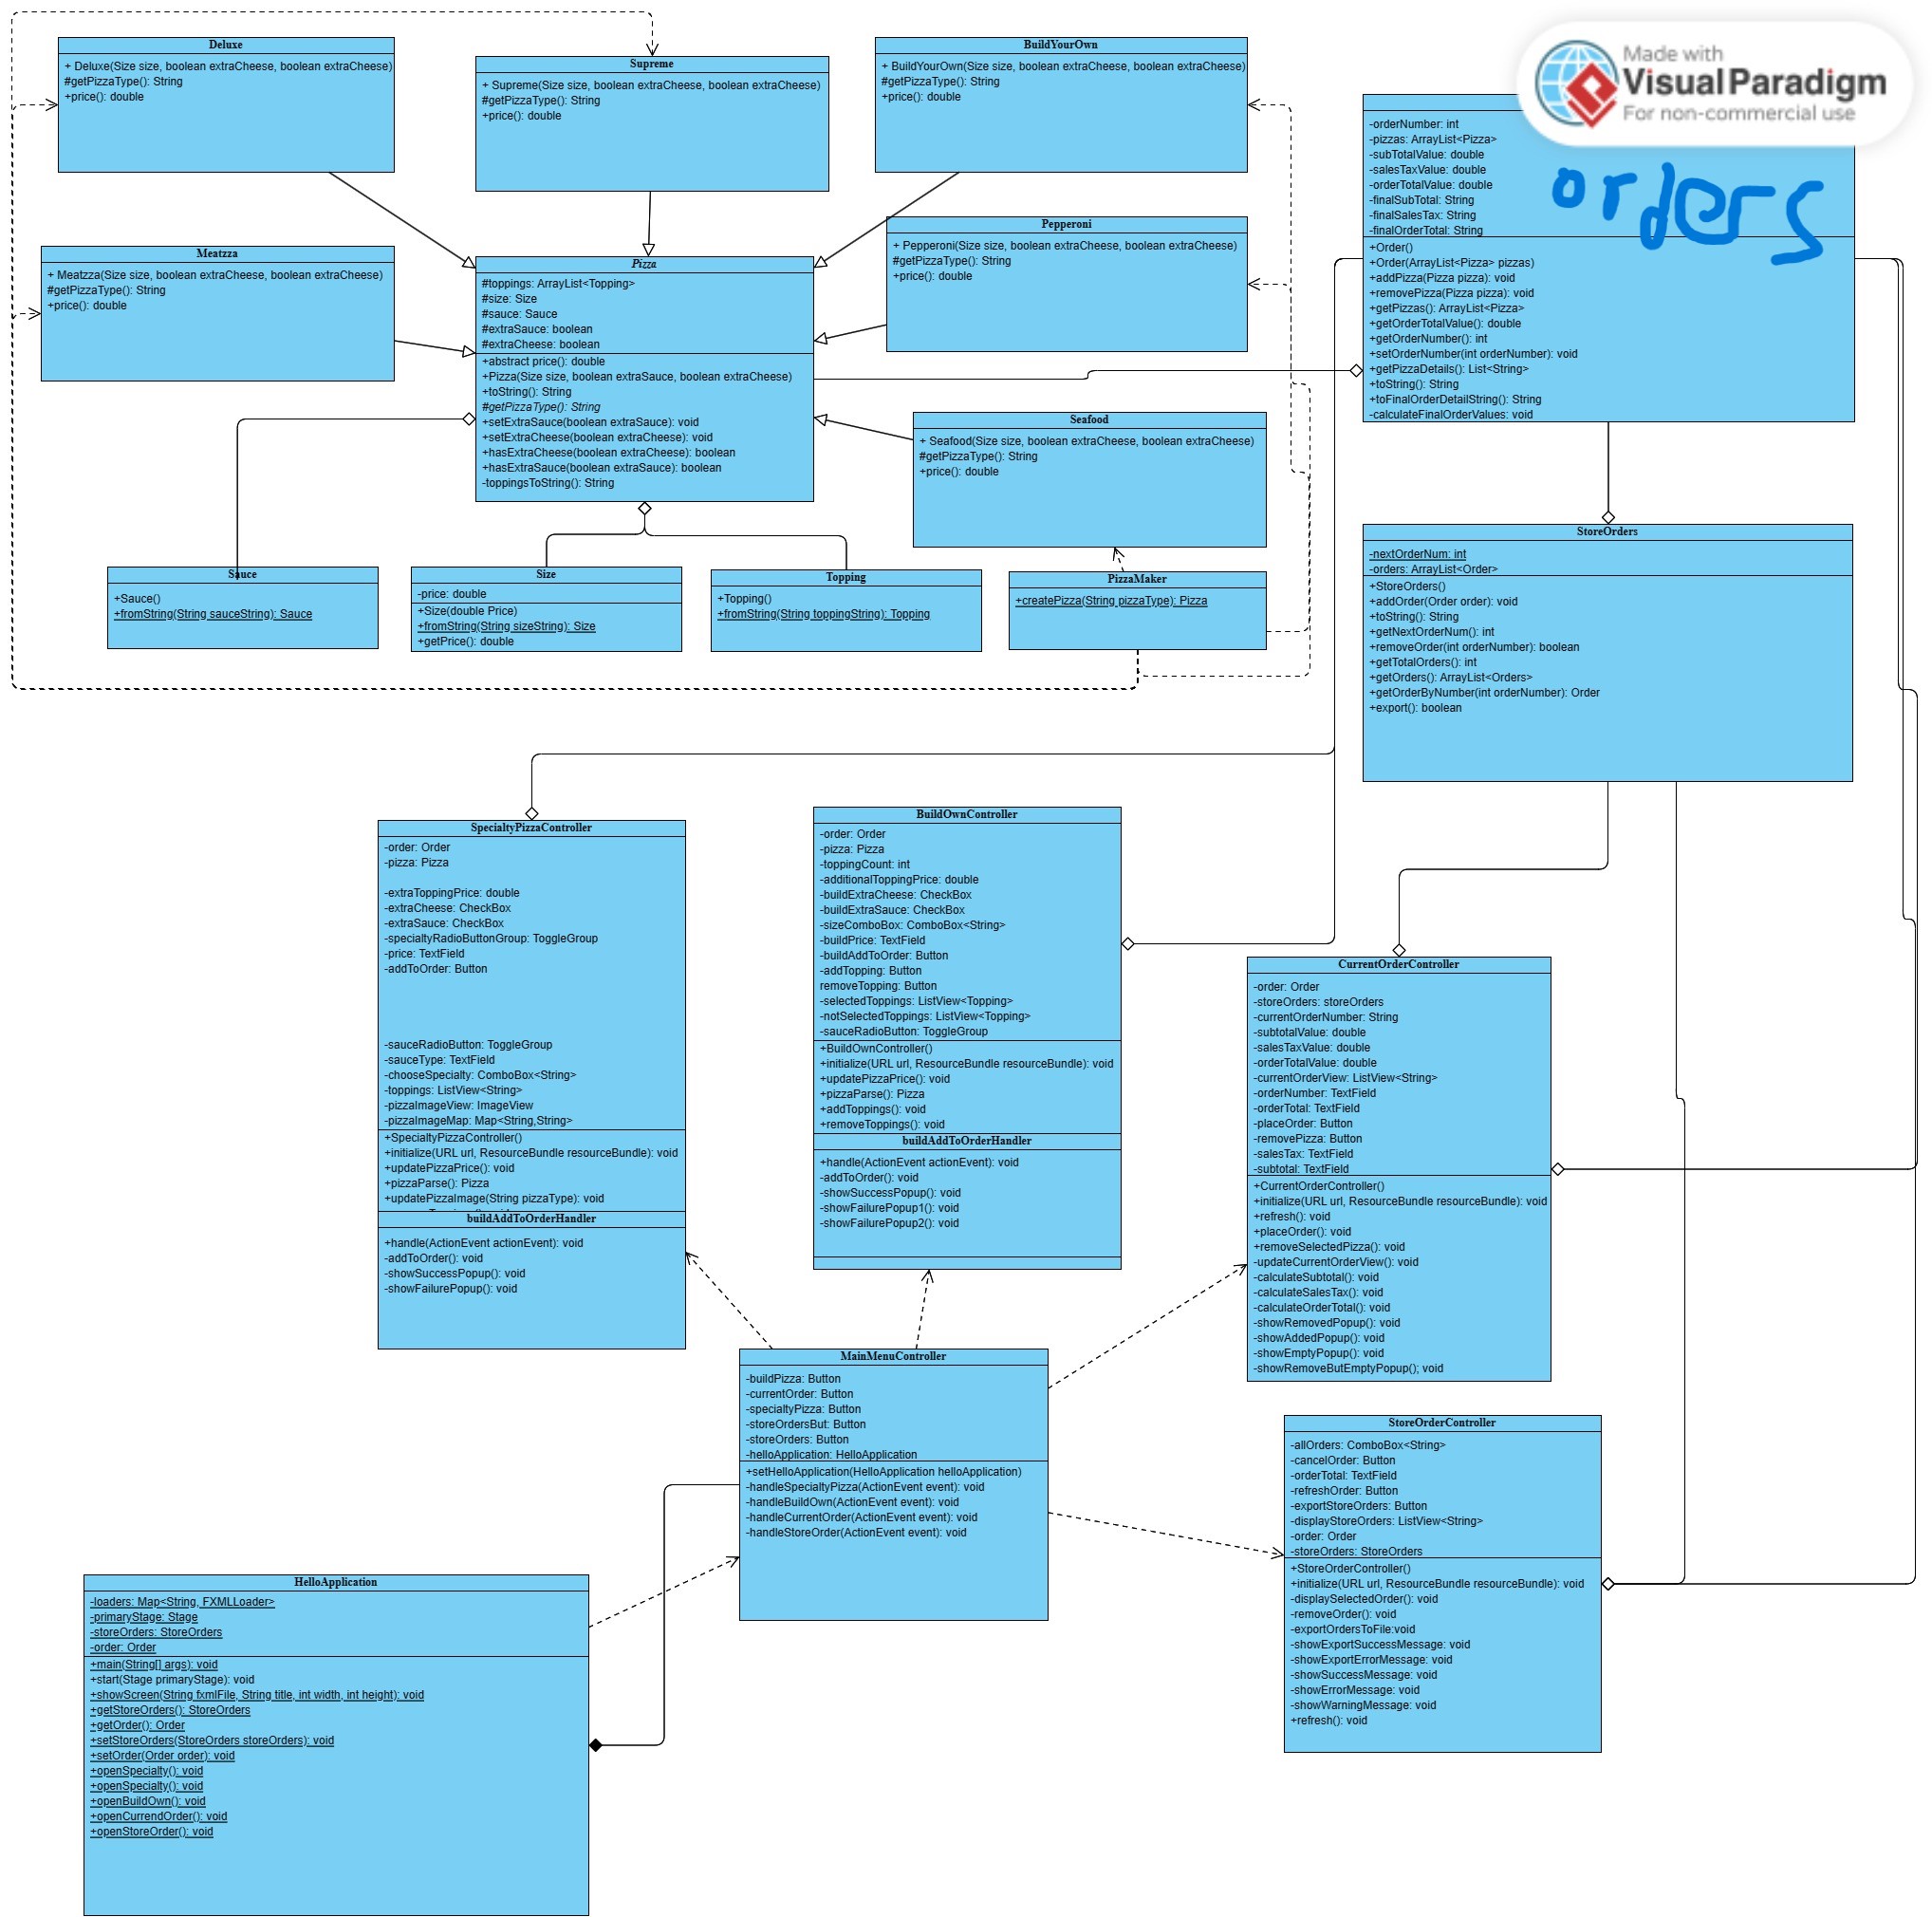 Deluxe
+ Deluxe(Size size, boolean extraCheese, boolean extraCheese)
#getPizzaType(): String
+price(): double
Supreme
+ Supreme(Size size, boolean extraCheese, boolean extraCheese)
#getPizzaType(): String
+price(): double
BuildYourOwn
+ BuildYourOwn(Size size, boolean extraCheese, boolean extraCheese)
#getPizzaType(): String
+price(): double
Made with
Visual Paradigm
For non-commercial use
orders
-orderNumber: int
-pizzas: ArrayList<Pizza>
-subTotalValue: double
-salesTaxValue: double
-orderTotalValue: double
-finalSubTotal: String
-finalSalesTax: String
-finalOrderTotal: String
+Order()
+Order(ArrayList<Pizza> pizzas)
+addPizza(Pizza pizza): void
+removePizza(Pizza pizza): void
+getPizzas(): ArrayList<Pizza>
+getOrderTotalValue(): double
+getOrderNumber(): int
+setOrderNumber(int orderNumber): void
+getPizzaDetails(): List<String>
+toString(): String
+toFinalOrderDetailString(): String
-calculateFinalOrderValues: void
Meatzza
+ Meatzza(Size size, boolean extraCheese, boolean extraCheese)
#getPizzaType(): String
+price(): double
Pizza
#toppings: ArrayList<Topping>
#size: Size
#sauce: Sauce
#extraSauce: boolean
#extraCheese: boolean
+abstract price(): double
+Pizza(Size size, boolean extraSauce, boolean extraCheese)
+toString(): String
#getPizzaType(): String
+setExtraSauce(boolean extraSauce): void
+setExtraCheese(boolean extraCheese): void
+hasExtraCheese(boolean extraCheese): boolean
+hasExtraSauce(boolean extraSauce): boolean
-toppingsToString(): String
Pepperoni
+ Pepperoni(Size size, boolean extraCheese, boolean extraCheese)
#getPizzaType(): String
+price(): double
Seafood
+ Seafood(Size size, boolean extraCheese, boolean extraCheese)
#getPizzaType(): String
+price(): double
Sauce
+Sauce()
+fromString(String sauceString): Sauce
Size
-price: double
+Size(double Price)
+fromString(String sizeString): Size
+getPrice(): double
Topping
+Topping()
+fromString(String toppingString): Topping
PizzaMaker
+createPizza(String pizzaType): Pizza
StoreOrders
-nextOrderNum: int
-orders: ArrayList<Order>
+StoreOrders()
+addOrder(Order order): void
+toString(): String
+getNextOrderNum(): int
+removeOrder(int orderNumber): boolean
+getTotalOrders(): int
+getOrders(): ArrayList<Orders>
+getOrderByNumber(int orderNumber): Order
+export(): boolean
SpecialtyPizzaController
-order: Order
-pizza: Pizza
-extraToppingPrice: double
-extraCheese: CheckBox
-extraSauce: CheckBox
-specialtyRadioButtonGroup: ToggleGroup
-price: TextField
-addToOrder: Button
-sauceRadioButton: ToggleGroup
-sauceType: TextField
-chooseSpecialty: ComboBox<String>
-toppings: ListView<String>
-pizzaImageView: ImageView
-pizzaImageMap: Map<String,String>
+SpecialtyPizzaController()
+initialize(URL url, ResourceBundle resourceBundle): void
+updatePizzaPrice(): void
+pizzaParse(): Pizza
+updatePizzaImage(String pizzaType): void
buildAddToOrderHandler
+handle(ActionEvent actionEvent): void
-addToOrder(): void
-showSuccessPopup(): void
-showFailurePopup(): void
BuildOwnController
-order: Order
-pizza: Pizza
-toppingCount: int
-additionalToppingPrice: double
-buildExtraCheese: CheckBox
-buildExtraSauce: CheckBox
-sizeComboBox: ComboBox<String>
-buildPrice: TextField
-buildAddToOrder: Button
-addTopping: Button
removeTopping: Button
-selectedToppings: ListView<Topping>
-notSelectedToppings: ListView<Topping>
-sauceRadioButton: ToggleGroup
+BuildOwnController()
+initialize(URL url, ResourceBundle resourceBundle): void
+updatePizzaPrice(): void
+pizzaParse(): Pizza
+addToppings(): void
+removeToppings(): void
buildAddToOrderHandler
+handle(ActionEvent actionEvent): void
-addToOrder(): void
-showSuccessPopup(): void
-showFailurePopup1(): void
-showFailurePopup2(): void
CurrentOrderController
-order: Order
-storeOrders: storeOrders
-currentOrderNumber: String
-subtotalValue: double
-salesTaxValue: double
-orderTotalValue: double
-currentOrderView: ListView<String>
-orderNumber: TextField
-orderTotal: TextField
-placeOrder: Button
-removePizza: Button
-salesTax: TextField
-subtotal: TextField
+CurrentOrderController()
+initialize(URL url, ResourceBundle resourceBundle): void
+refresh(): void
+placeOrder(): void
+removeSelectedPizza(): void
-updateCurrentOrderView(): void
-calculateSubtotal(): void
-calculateSalesTax(): void
-calculateOrderTotal(): void
-showRemovedPopup(): void
-showAddedPopup(): void
-showEmptyPopup(): void
-showRemoveButEmptyPopup(); void
MainMenuController
-buildPizza: Button
-currentOrder: Button
-specialtyPizza: Button
-storeOrdersBut: Button
-storeOrders: Button
-helloApplication: HelloApplication
+setHelloApplication(HelloApplication helloApplication)
-handleSpecialtyPizza(ActionEvent event): void
-handleBuildOwn(ActionEvent event): void
-handleCurrentOrder(ActionEvent event): void
-handleStoreOrder(ActionEvent event): void
StoreOrderController
-allOrders: ComboBox<String>
-cancelOrder: Button
-orderTotal: TextField
-refreshOrder: Button
-exportStoreOrders: Button
-displayStoreOrders: ListView<String>
-order: Order
-storeOrders: StoreOrders
+StoreOrderController()
+initialize(URL url, ResourceBundle resourceBundle): void
-displaySelectedOrder(): void
-removeOrder(): void
-exportOrdersToFile:void
-showExportSuccessMessage: void
-showExportErrorMessage: void
-showSuccessMessage: void
-showErrorMessage: void
-showWarningMessage: void
+refresh(): void
HelloApplication
-loaders: Map<String, FXMLLoader>
-primaryStage: Stage
-storeOrders: StoreOrders
-order: Order
+main(String[] args): void
+start(Stage primaryStage): void
+showScreen(String fxmlFile, String title, int width, int height): void
+getStoreOrders(): StoreOrders
+getOrder(): Order
+setStoreOrders(StoreOrders storeOrders): void
+setOrder(Order order): void
+openSpecialty(): void
+openSpecialty(): void
+openBuildOwn(): void
+openCurrendOrder(): void
+openStoreOrder(): void